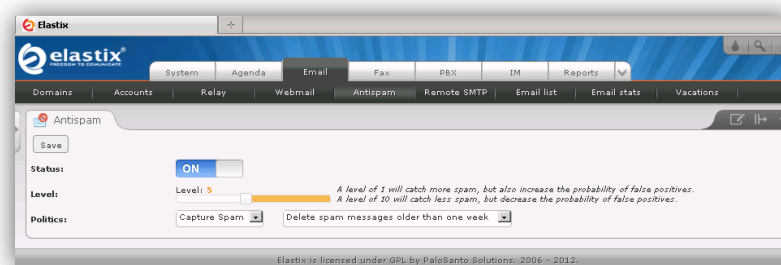 Elastix
elastix®
FREEDOM TO COMMUNICATE
System Agenda Email Fax PBX IM Reports
Domains Accounts Relay Webmail Antispam Remote SMTP Email list Email stats Vacations
Antispam
Save
Status: ON
Level: Level: 5
A level of 1 will catch more spam, but also increase the probability of false positives.
A level of 10 will catch less spam, but decrease the probability of false positives.
Politics: Capture Spam Delete spam messages older than one week
Elastix is licensed under GPL by PaloSanto Solutions. 2006 - 2012.